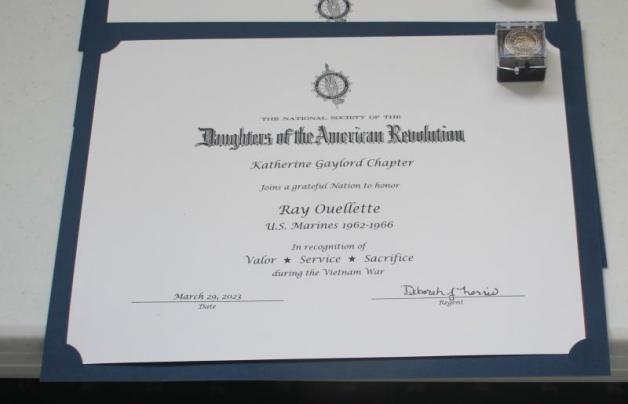 THE NATIONAL SOCIETY OF THE
Daughters of the American Revolution
Katherine Gaylord Chapter
Joins a grateful Nation to honor
Ray Ouellette
U.S. Marines 1962-1966
In recognition of
Valor ★ Service ★ Sacrifice
during the Vietnam War
March 29, 2023
Date
Deborah J
Regent